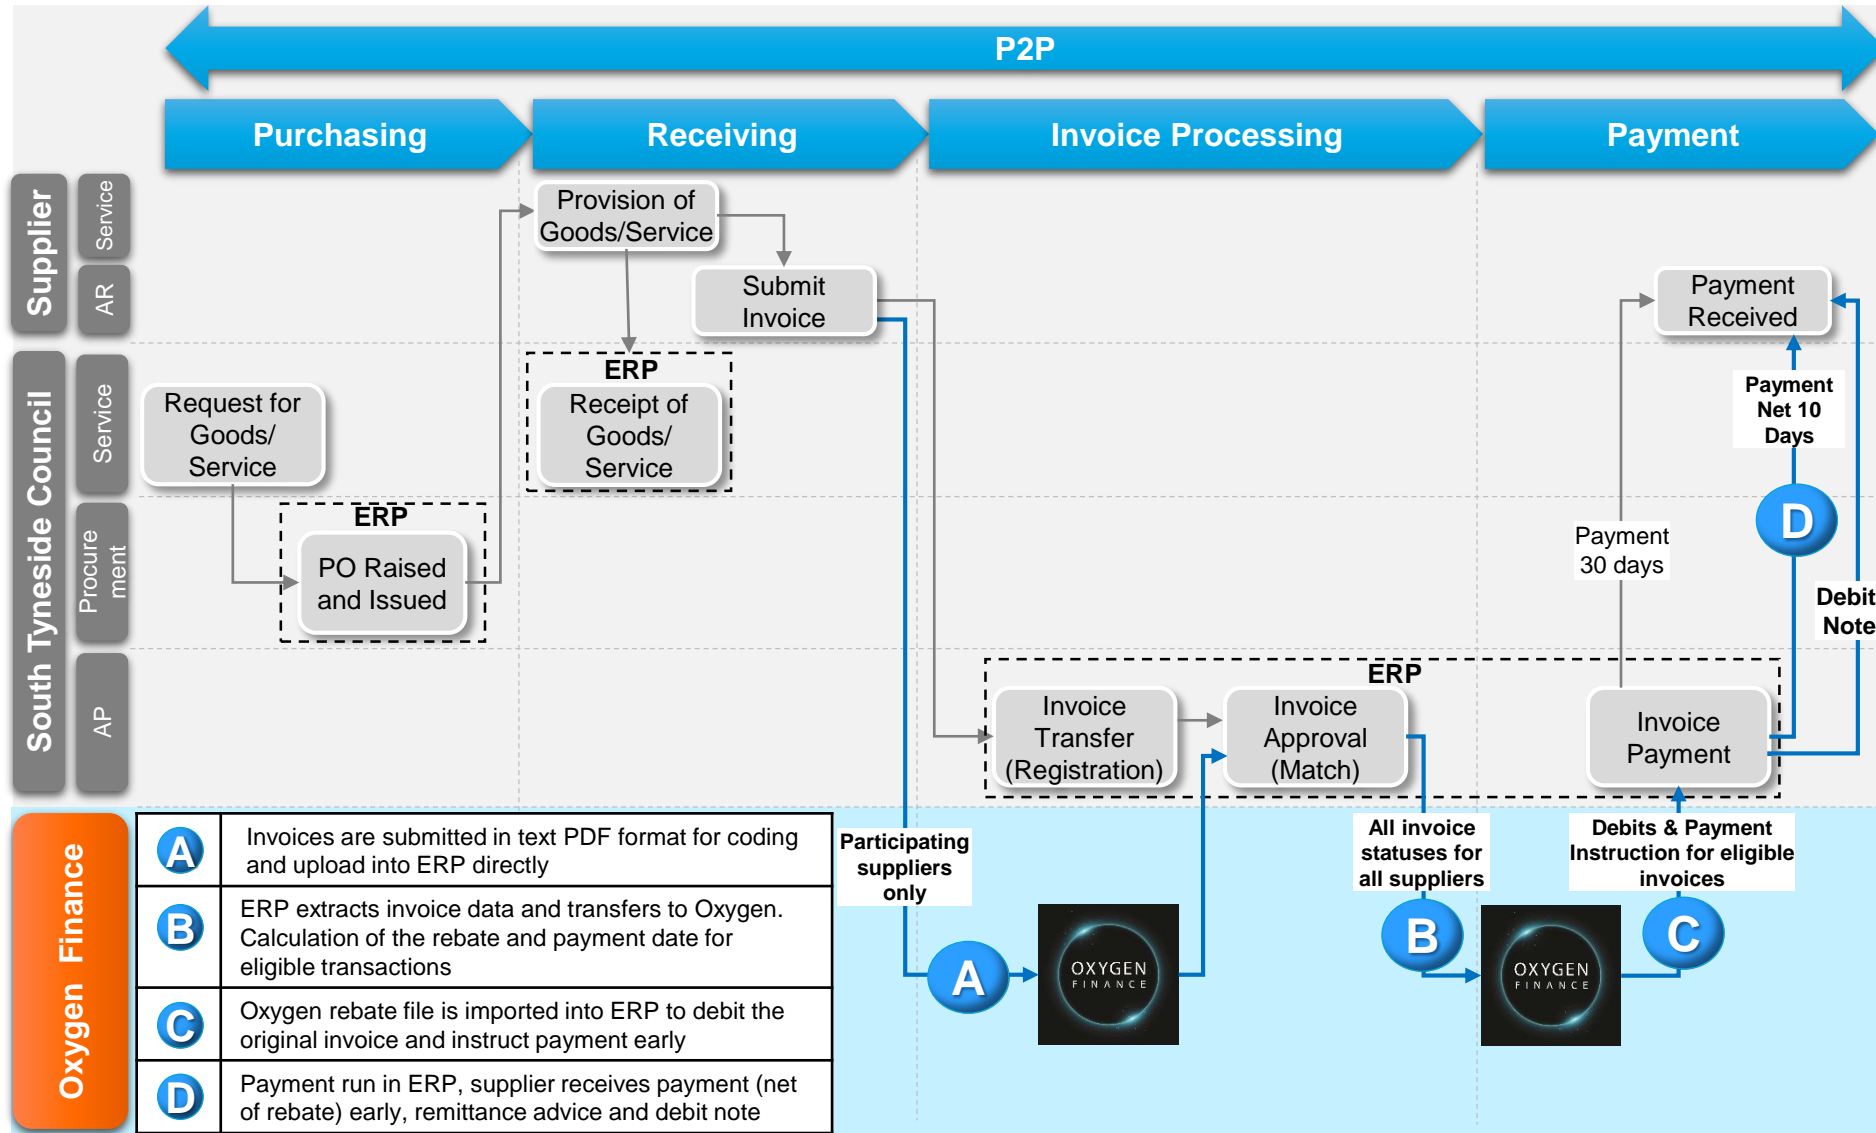 P2P
Purchasing
Receiving
Invoice Processing
Payment
Supplier
Service
AR
Provision of
Goods/Service
Submit
Invoice
Payment
Received
South Tyneside Council
Service
Procure
ment
AP
Request for
Goods/
Service
ERP
PO Raised
and Issued
ERP
Receipt of
Goods/
Service
Payment
Net 10
Days
D
Payment
30 days
Debit
Note
ERP
Invoice
Transfer
(Registration)
Invoice
Approval
(Match)
Invoice
Payment
Oxygen Finance
A
Invoices are submitted in text PDF format for coding
and upload into ERP directly
B
ERP extracts invoice data and transfers to Oxygen.
Calculation of the rebate and payment date for
eligible transactions
C
Oxygen rebate file is imported into ERP to debit the
original invoice and instruct payment early
D
Payment run in ERP, supplier receives payment (net
of rebate) early, remittance advice and debit note
Participating
suppliers
only
A
OXYGEN
FINANCE
All invoice
statuses for
all suppliers
B
OXYGEN
FINANCE
Debits & Payment
Instruction for eligible
invoices
C